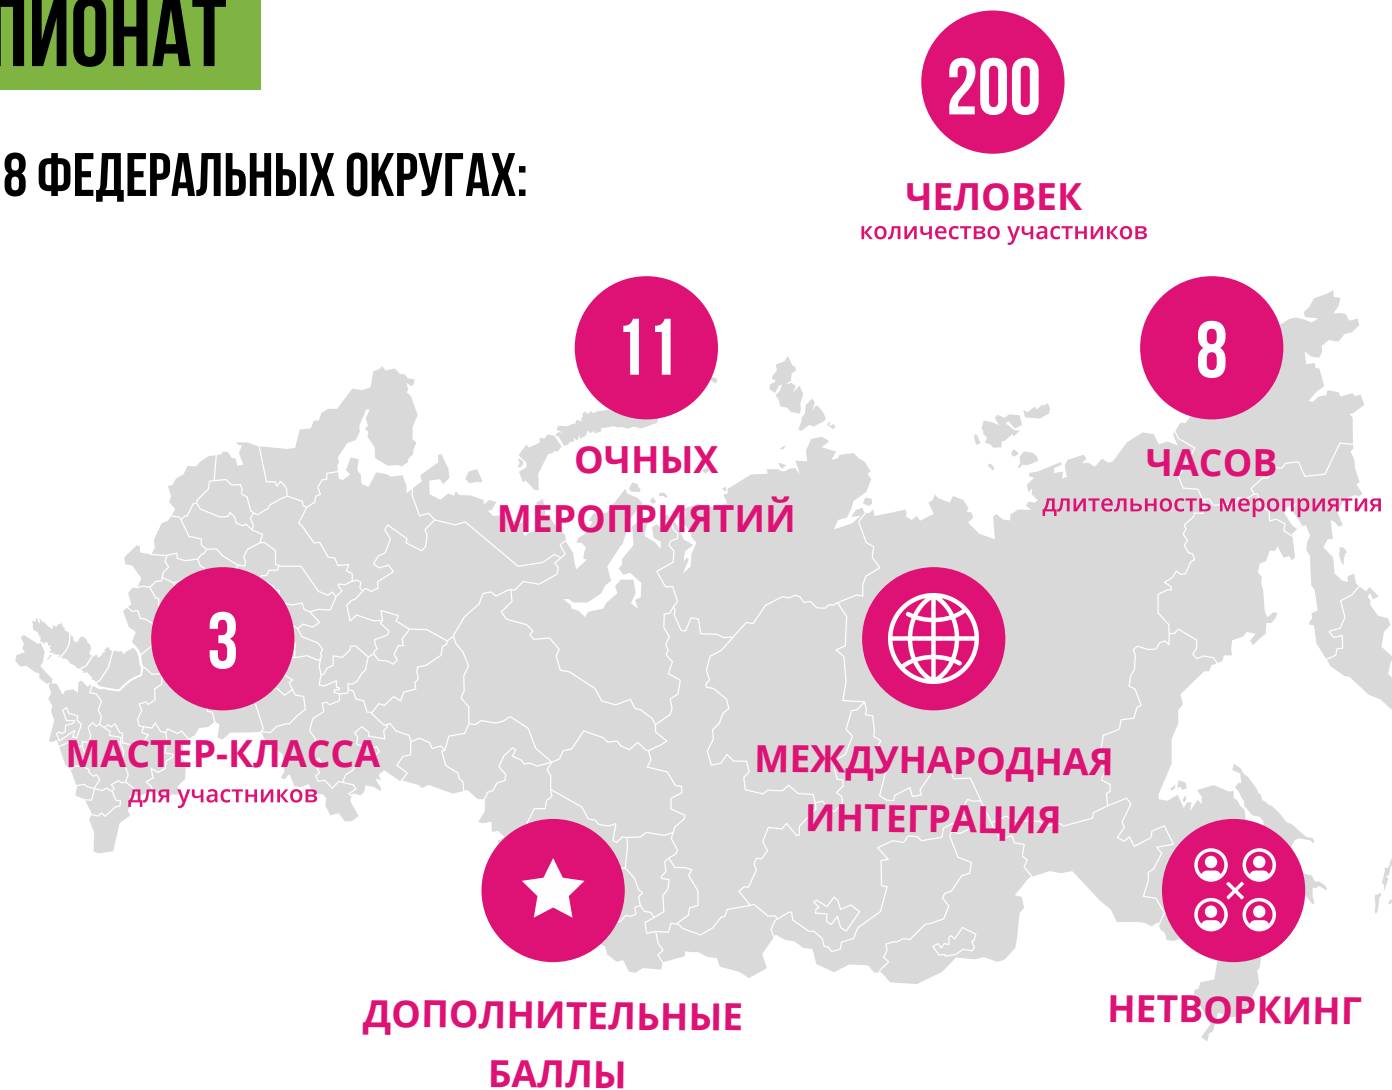 ПИОНАТ
8 ФЕДЕРАЛЬНЫХ ОКРУГАХ:
200
ЧЕЛОВЕК
количество участников
11
ОЧНЫХ
МЕРОПРИЯТИЙ
8
ЧАСОВ
длительность мероприятия
3
МАСТЕР-КЛАССА
для участников
МЕЖДУНАРОДНАЯ
ИНТЕГРАЦИЯ
ДОПОЛНИТЕЛЬНЫЕ
БАЛЛЫ
НЕТВОРКИНГ